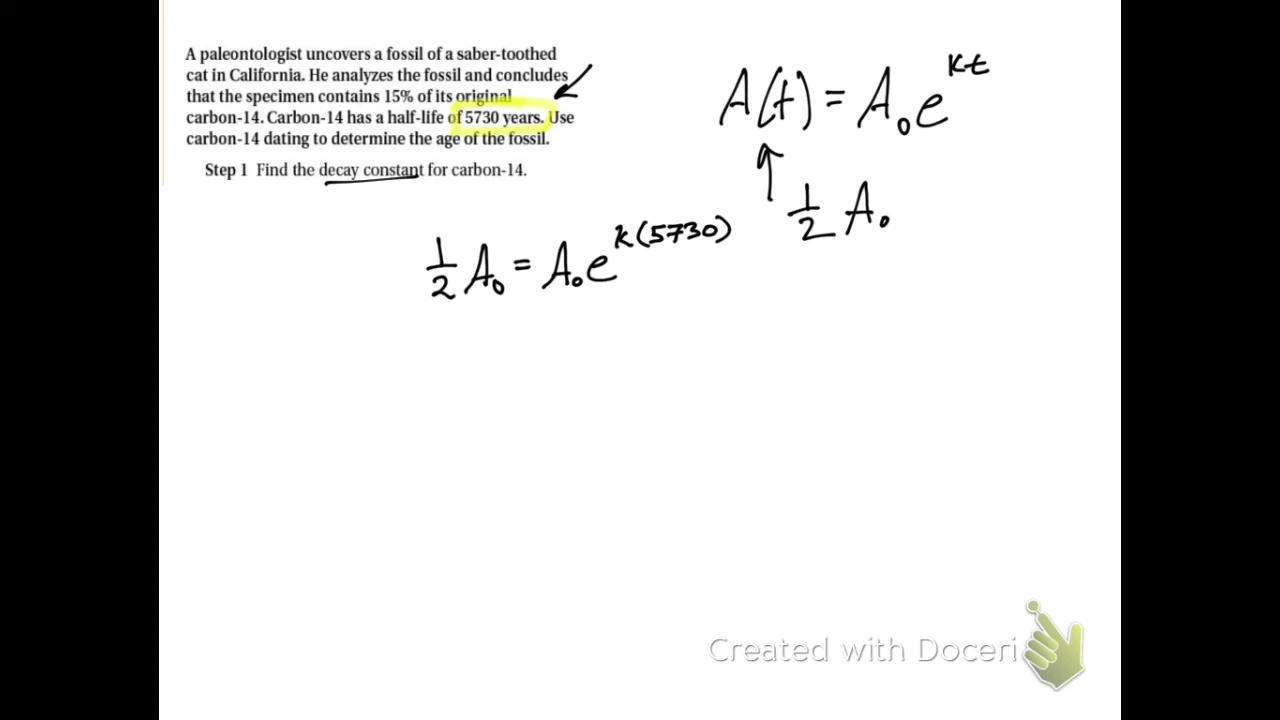 A paleontologist uncovers a fossil of a saber-toothed
cat in California. He analyzes the fossil and concludes
that the specimen contains 15% of its original
carbon-14. Carbon-14 has a half-life of 5730 years. Use
carbon-14 dating to determine the age of the fossil.
Step 1 Find the decay constant for carbon-14.
A(t) = A₀e^kt
½ A₀
½ A₀ = A₀e^k(5730)
Created with Doceri